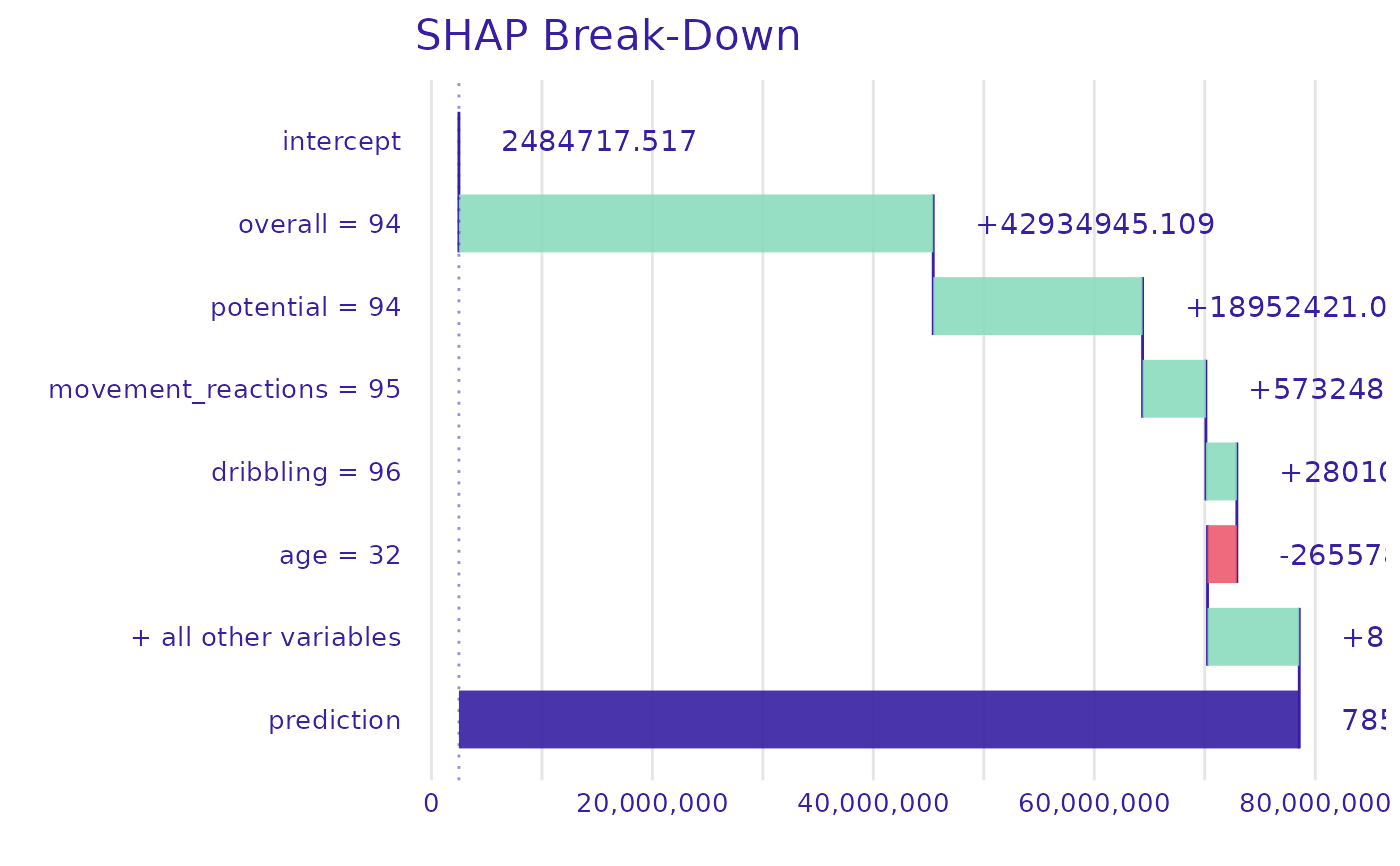 SHAP Break-Down
intercept 2484717.517
overall = 94 +42934945.109
potential = 94 +18952421.0
movement_reactions = 95 +573248
dribbling = 96 +28010
age = 32 -26557
+ all other variables +8
prediction 785
0 20,000,000 40,000,000 60,000,000 80,000,000